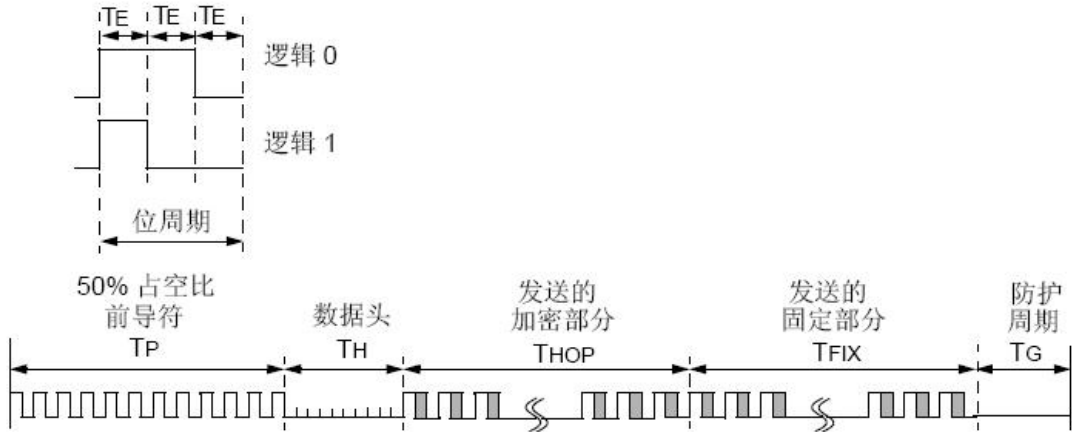 TE TE TE
逻辑 0
逻辑 1
位周期
50% 占空比
前导符
TP
数据头
TH
发送的
加密部分
THOP
发送的
固定部分
TFIX
防护
周期
TG